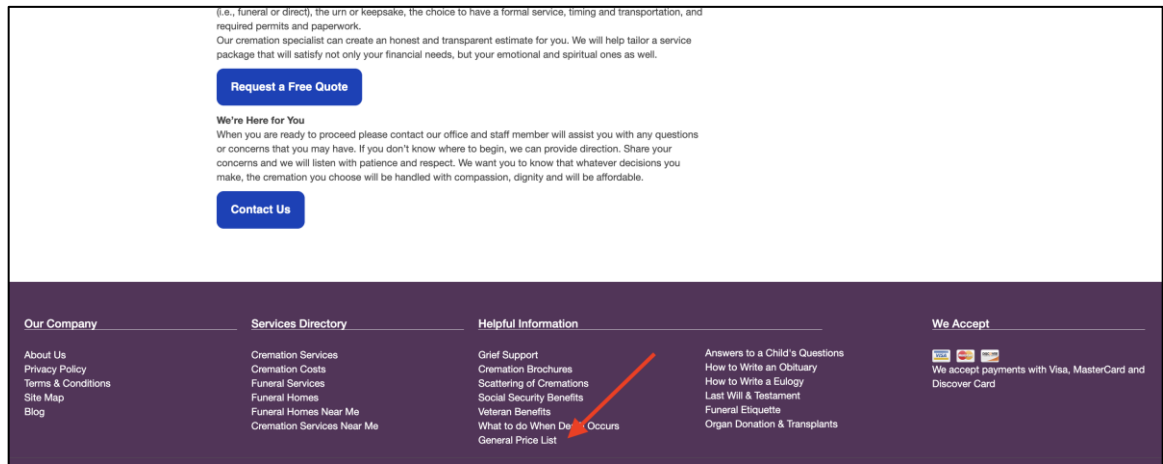 (i.e., funeral or direct), the urn or keepsake, the choice to have a formal service, timing and transportation, and
required permits and paperwork.
Our cremation specialist can create an honest and transparent estimate for you. We will help tailor a service
package that will satisfy not only your financial needs, but your emotional and spiritual ones as well.
Request a Free Quote
We're Here for You
When you are ready to proceed please contact our office and staff member will assist you with any questions
or concerns that you may have. If you don't know where to begin, we can provide direction. Share your
concerns and we will listen with patience and respect. We want you to know that whatever decisions you
make, the cremation you choose will be handled with compassion, dignity and will be affordable.
Contact Us
Our Company
About Us
Privacy Policy
Terms & Conditions
Site Map
Blog
Services Directory
Cremation Services
Cremation Costs
Funeral Services
Funeral Homes
Funeral Homes Near Me
Cremation Services Near Me
Helpful Information
Grief Support
Cremation Brochures
Scattering of Cremations
Social Security Benefits
Veteran Benefits
What to do When Death Occurs
General Price List
Answers to a Child's Questions
How to Write an Obituary
How to Write a Eulogy
Last Will & Testament
Funeral Etiquette
Organ Donation & Transplants
We Accept
VISA
We accept payments with Visa, MasterCard and
Discover Card